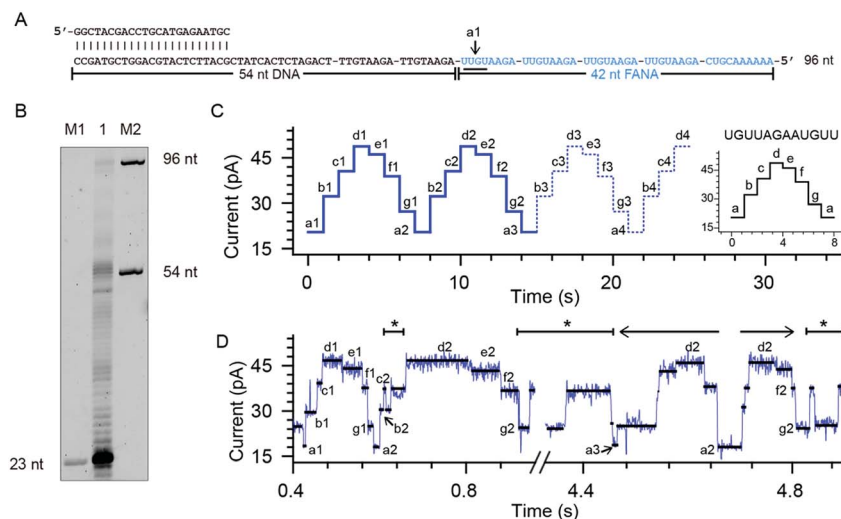 A
5'-GGCTACGACCTGCATGAGAATGC
a1
CCGATGCTGGACGTACTCTTACGCTATCACTCTAGACT-TTGTAAGA-TTGTAAGA-UUGUAAGA-UUGUAAGA-UUGUAAGA-UUGUAAGA-CUGCAAAAAA-5' 96 nt
54 nt DNA 42 nt FANA
B
M1 1 M2
96 nt
54 nt
23 nt
C
Current (pA)
45
30
15
a1 b1 c1 d1 e1 f1 g1 a2 b2 c2 d2 e2 f2 g2 a3 b3 c3 d3 e3 f3 g3 a4 b4 c4 d4
0 10 20 30
Time (s)
UGUUAGAAUGUU
45
30
15
a b c d e f g a
0 4 8
D
Current (pA)
45
30
15
* * *
a1 b1 c1 d1 e1 f1 g1 a2 c2 b2 d2 e2 f2 g2 a3 d2 a2 d2 f2 g2
0.4 0.8 4.4 4.8
Time (s)